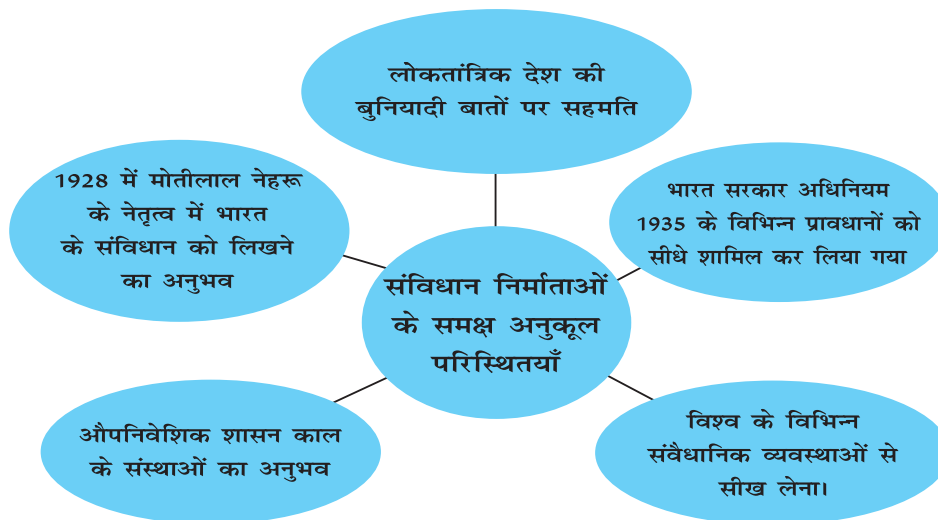 लोकतांत्रिक देश की
बुनियादी बातों पर सहमति
1928 में मोतीलाल नेहरू
के नेतृत्व में भारत
के संविधान को लिखने
का अनुभव
भारत सरकार अधिनियम
1935 के विभिन्न प्रावधानों को
सीधे शामिल कर लिया गया
संविधान निर्माताओं
के समक्ष अनुकूल
परिस्थितयाँ
औपनिवेशिक शासन काल
के संस्थाओं का अनुभव
विश्व के विभिन्न
संवैधानिक व्यवस्थाओं से
सीख लेना।